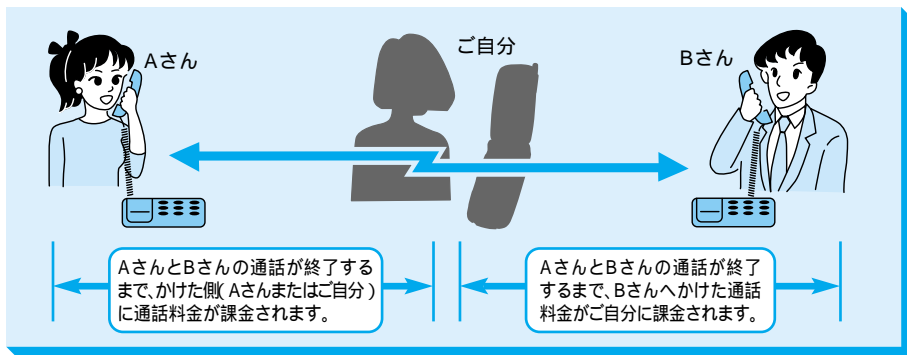 Aさん
ご自分
Bさん
AさんとBさんの通話が終了する
まで、かけた側(Aさんまたはご自分)
に通話料金が課金されます。
AさんとBさんの通話が終了
するまで、Bさんへかけた通話
料金がご自分に課金されます。